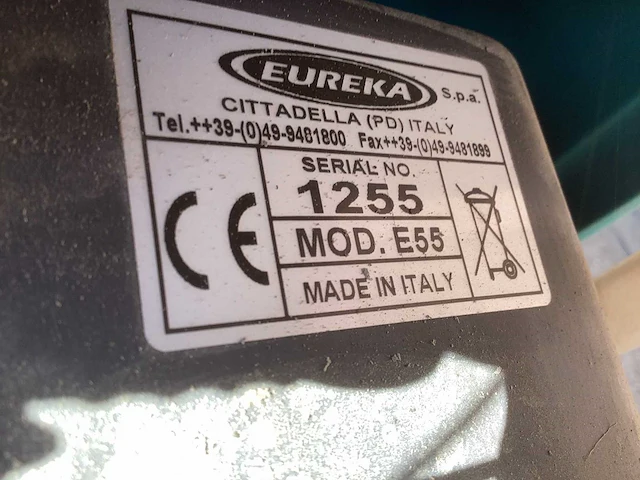 EUREKA S.p.a.
CITTADELLA (PD) ITALY
Tel.++39-(0)49-9481800 Fax++39-(0)49-9481899
CE
SERIAL NO.
1255
MOD. E55
MADE IN ITALY